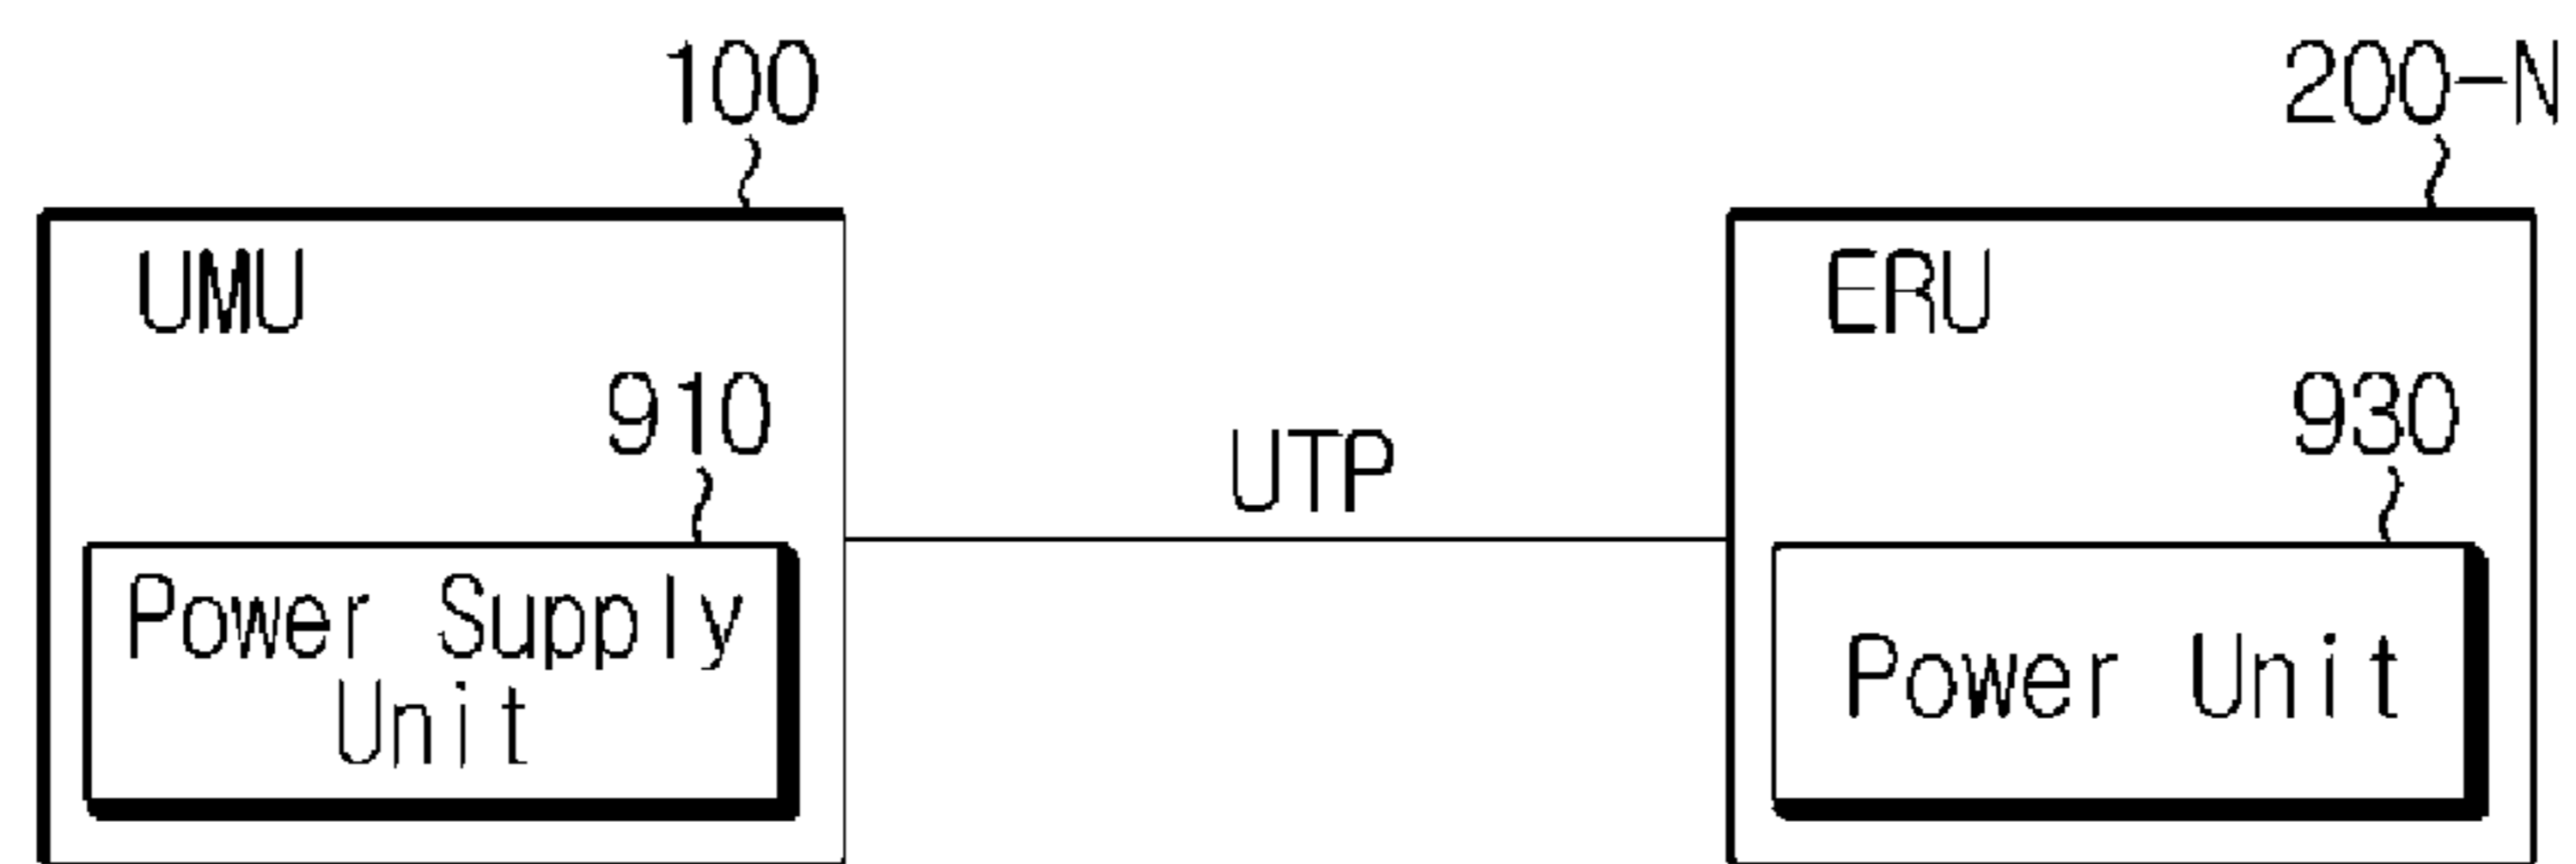 100
200-N
UMU
ERU
910
930
UTP
Power Supply
Unit
Power Unit